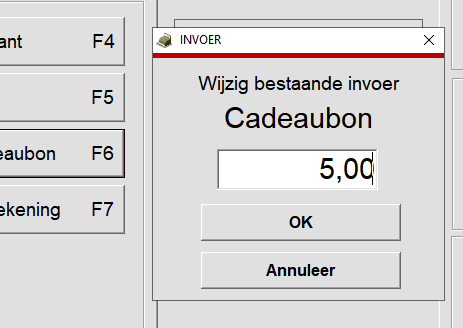 ant F4
F5
eaubon F6
ekening F7
INVOER
Wijzig bestaande invoer
Cadeaubon
5,00
OK
Annuleer